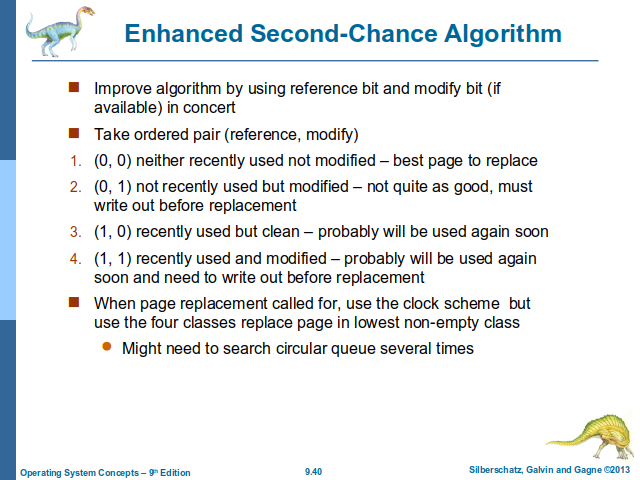 Enhanced Second-Chance Algorithm
■ Improve algorithm by using reference bit and modify bit (if
available) in concert
■ Take ordered pair (reference, modify)
1. (0, 0) neither recently used not modified – best page to replace
2. (0, 1) not recently used but modified – not quite as good, must
write out before replacement
3. (1, 0) recently used but clean – probably will be used again soon
4. (1, 1) recently used and modified – probably will be used again
soon and need to write out before replacement
■ When page replacement called for, use the clock scheme but
use the four classes replace page in lowest non-empty class
● Might need to search circular queue several times
Operating System Concepts – 9th Edition
9.40
Silberschatz, Galvin and Gagne ©2013